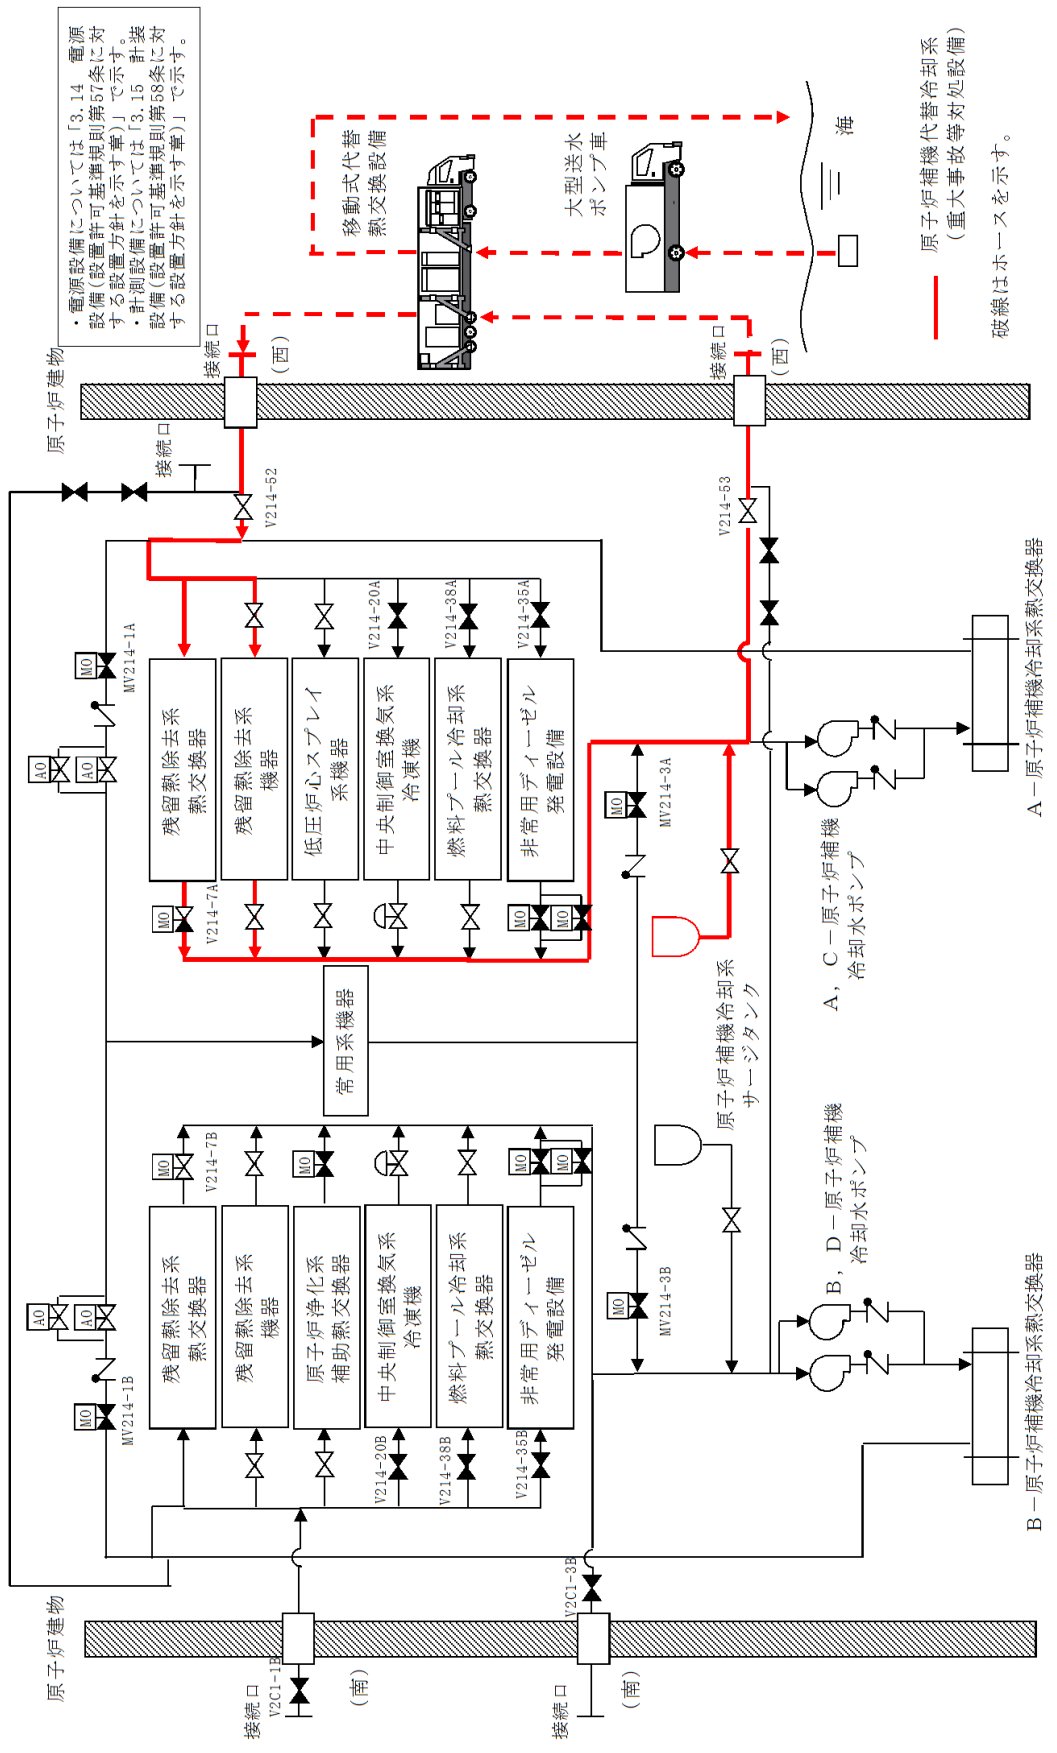 ・電源設備については「3.14　電源
設備(設置許可基準規則第57条に対
する設置方針を示す章)」で示す。
・計測設備については「3.15　計装
設備(設置許可基準規則第58条に対
する設置方針を示す章)」で示す。
原子炉建物
原子炉建物
AO
AO
AO
AO
MO
MV214-1B
MO
MV214-1A
接続口
接続口
(西)
V214-52
残留熱除去系
熱交換器
MO
V214-7B
残留熱除去系
機器
原子炉浄化系
補助熱交換器
MO
中央制御室換気系
冷凍機
V214-20B
燃料プール冷却系
熱交換器
V214-38B
非常用ディーゼル
発電設備
V214-35B
MO
MO
残留熱除去系
熱交換器
MO
V214-7A
残留熱除去系
機器
低圧炉心スプレイ
系機器
中央制御室換気系
冷凍機
V214-20A
燃料プール冷却系
熱交換器
V214-38A
非常用ディーゼル
発電設備
V214-35A
MO
MO
常用系機器
接続口
V2C1-1B
(南)
接続口
V2C1-3B
(南)
MO
MV214-3B
MO
MV214-3A
移動式代替
熱交換設備
大型送水
ポンプ車
海
接続口
(西)
V214-53
原子炉補機冷却系
サージタンク
B，D－原子炉補機
冷却水ポンプ
A，C－原子炉補機
冷却水ポンプ
B－原子炉補機冷却系熱交換器
A－原子炉補機冷却系熱交換器
原子炉補機代替冷却系
(重大事故等対処設備)
破線はホースを示す。